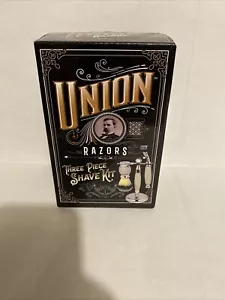 UNION
RAZORS
THREE PIECE
SHAVE KIT